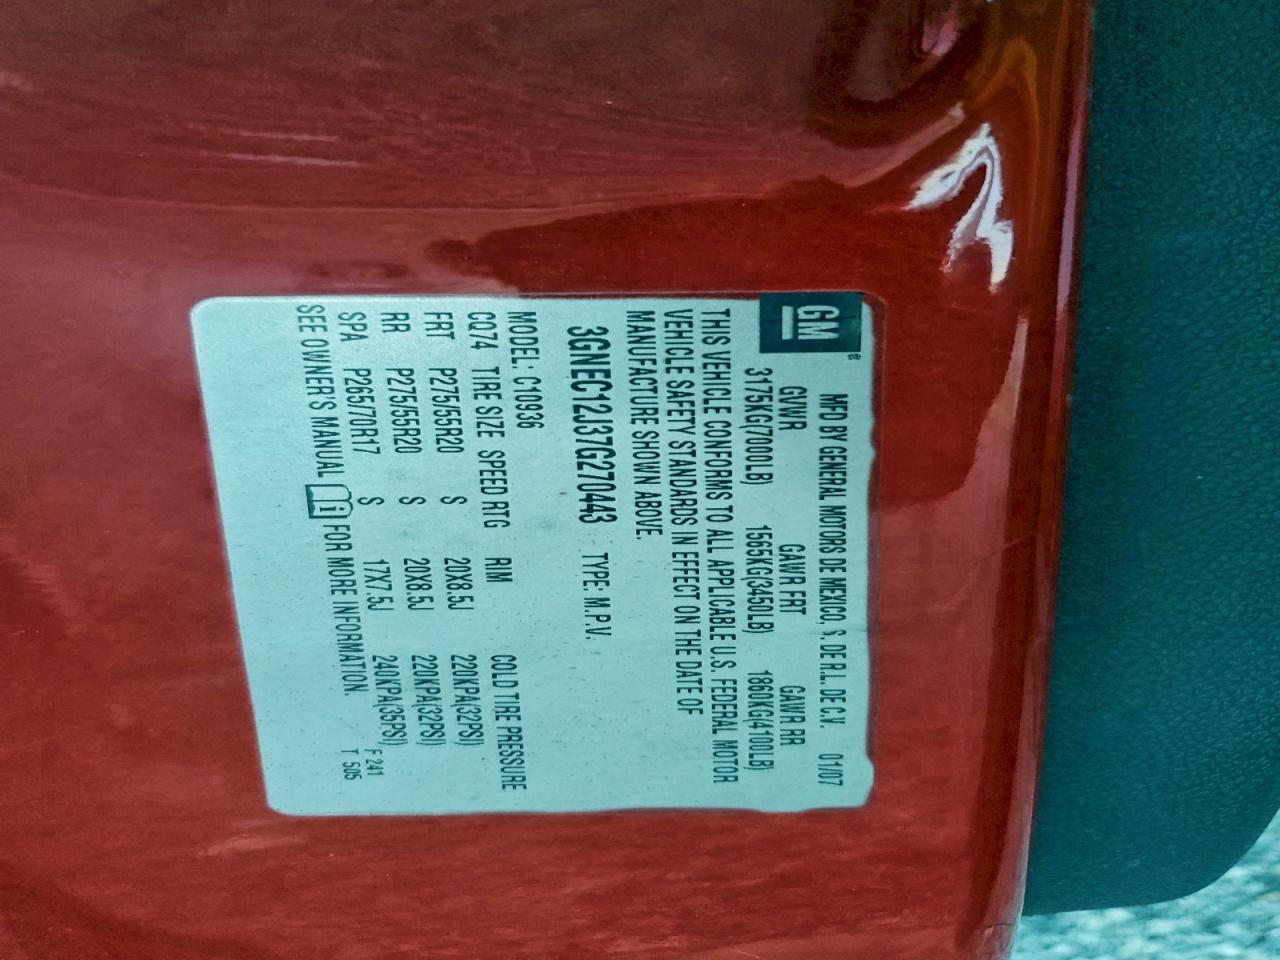 GM
®
MFD BY GENERAL MOTORS DE MEXICO, S. DE R.L. DE C.V. 01/07
GVWR GAWR FRT GAWR RR
3175KG(7000LB) 1565KG(3450LB) 1860KG(4100LB)
THIS VEHICLE CONFORMS TO ALL APPLICABLE U.S. FEDERAL MOTOR
VEHICLE SAFETY STANDARDS IN EFFECT ON THE DATE OF
MANUFACTURE SHOWN ABOVE.
3GNEC12J37G270443 TYPE: M.P.V.
MODEL: C10936
CQ74 TIRE SIZE SPEED RTG RIM COLD TIRE PRESSURE
FRT P275/55R20 S 20X8.5J 220KPA(32PSI)
RR P275/55R20 S 20X8.5J 220KPA(32PSI)
SPA P265/70R17 S 17X7.5J 240KPA(35PSI)
SEE OWNER'S MANUAL i FOR MORE INFORMATION.
F 241
T 505